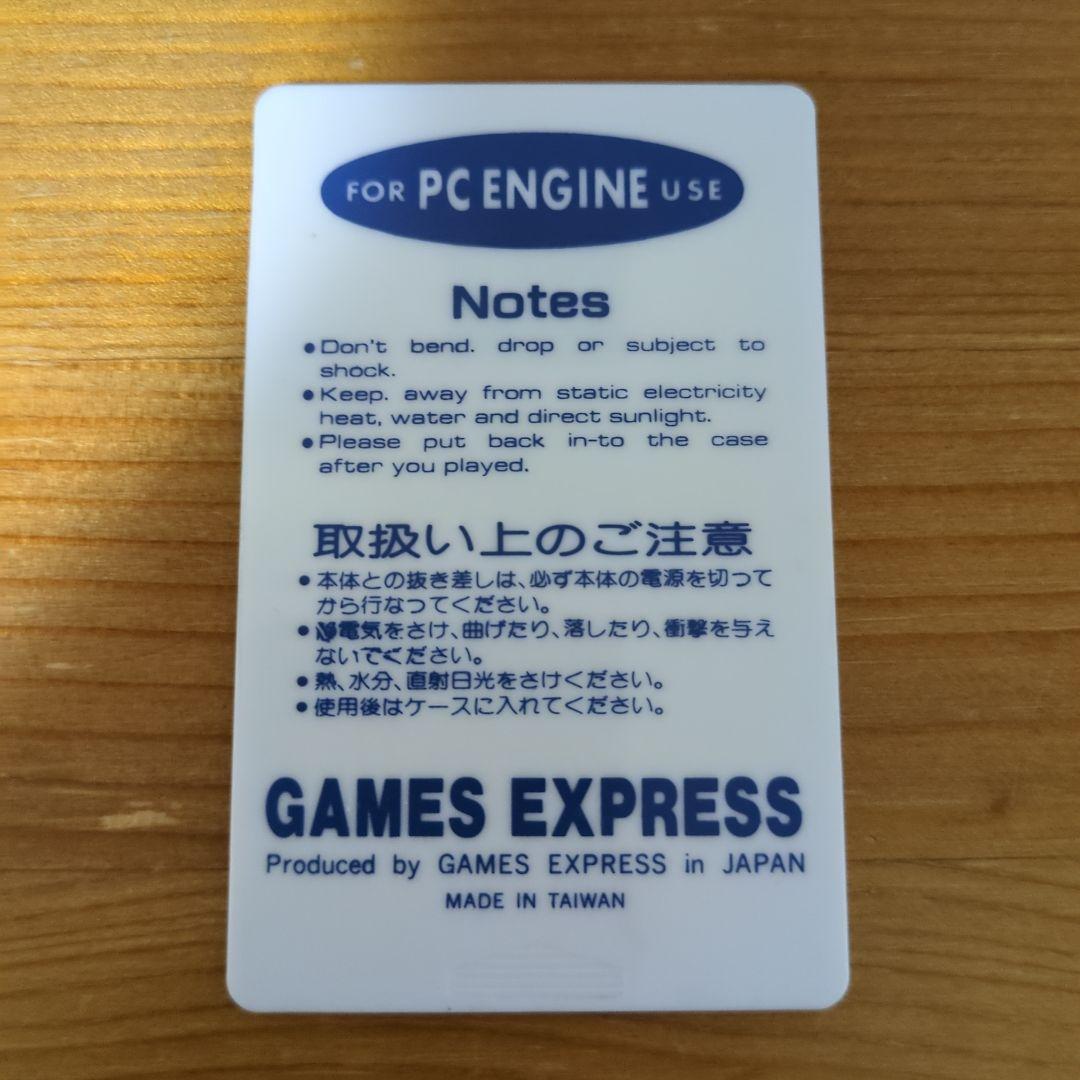 FOR PC ENGINE USE
Notes
●Don't bend. drop or subject to
shock.
●Keep. away from static electricity
heat, water and direct sunlight.
●Please put back in-to the case
after you played.
取扱い上のご注意
●本体との抜き差しは、必ず本体の電源を切って
から行なってください。
●静電気をさけ、曲げたり、落したり、衝撃を与え
ないでください。
●熱、水分、直射日光をさけください。
●使用後はケースに入れてください。
GAMES EXPRESS
Produced by GAMES EXPRESS in JAPAN
MADE IN TAIWAN